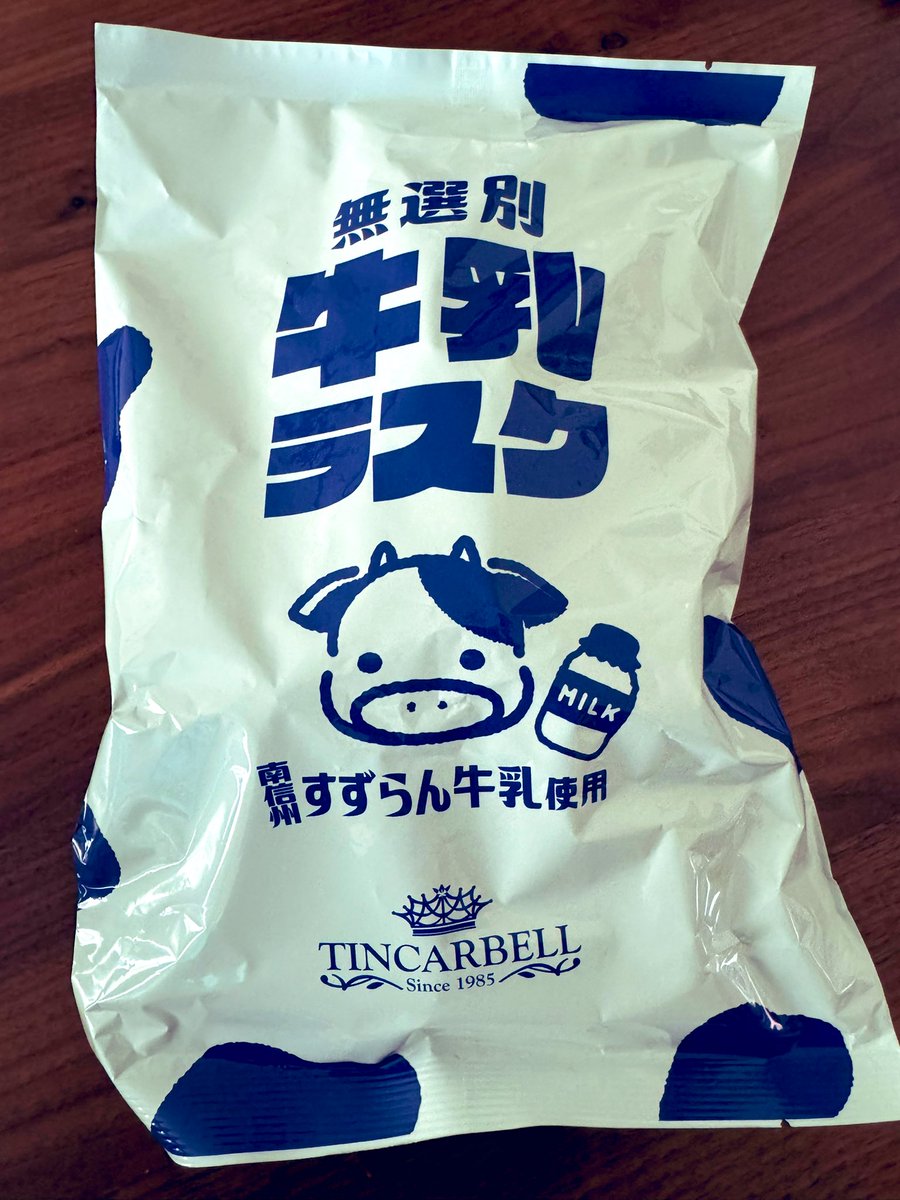 無選別
牛乳
ラスク
MILK
南信州すずらん牛乳使用
TINCARBELL
Since 1985